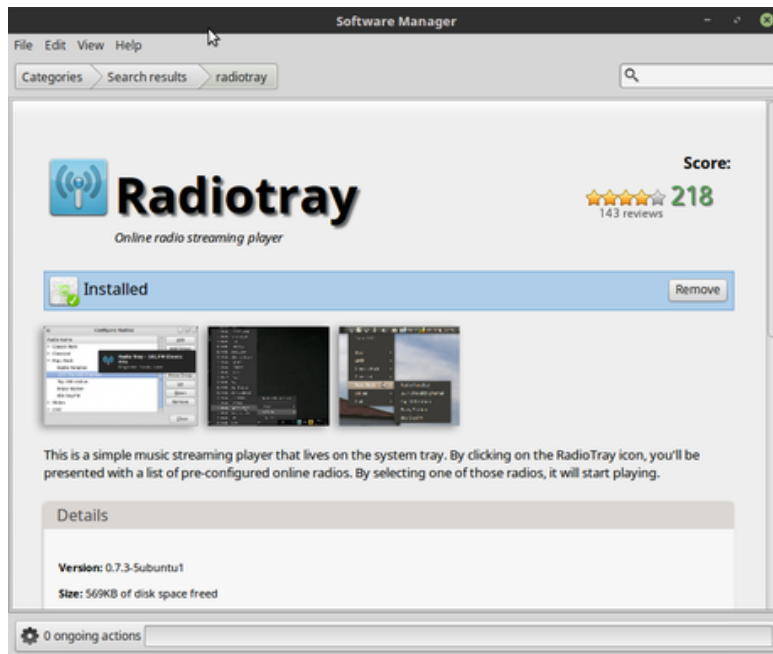 Software Manager
File Edit View Help
Categories Search results radiotray
Radiotray
Online radio streaming player
Score:
218
143 reviews
Installed
Remove
Configure Radios
This is a simple music streaming player that lives on the system tray. By clicking on the RadioTray icon, you'll be
presented with a list of pre-configured online radios. By selecting one of those radios, it will start playing.
Details
Version: 0.7.3-5ubuntu1
Size: 569KB of disk space freed
0 ongoing actions